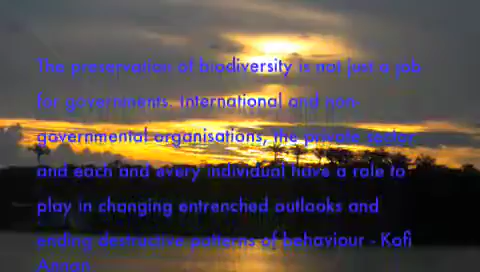 The preservation of biodiversity is not just a job
for governments. International and non-
governmental organisations, the private sector
and each and every individual have a role to
play in changing entrenched outlooks and
ending destructive patterns of behaviour - Kofi
Annan